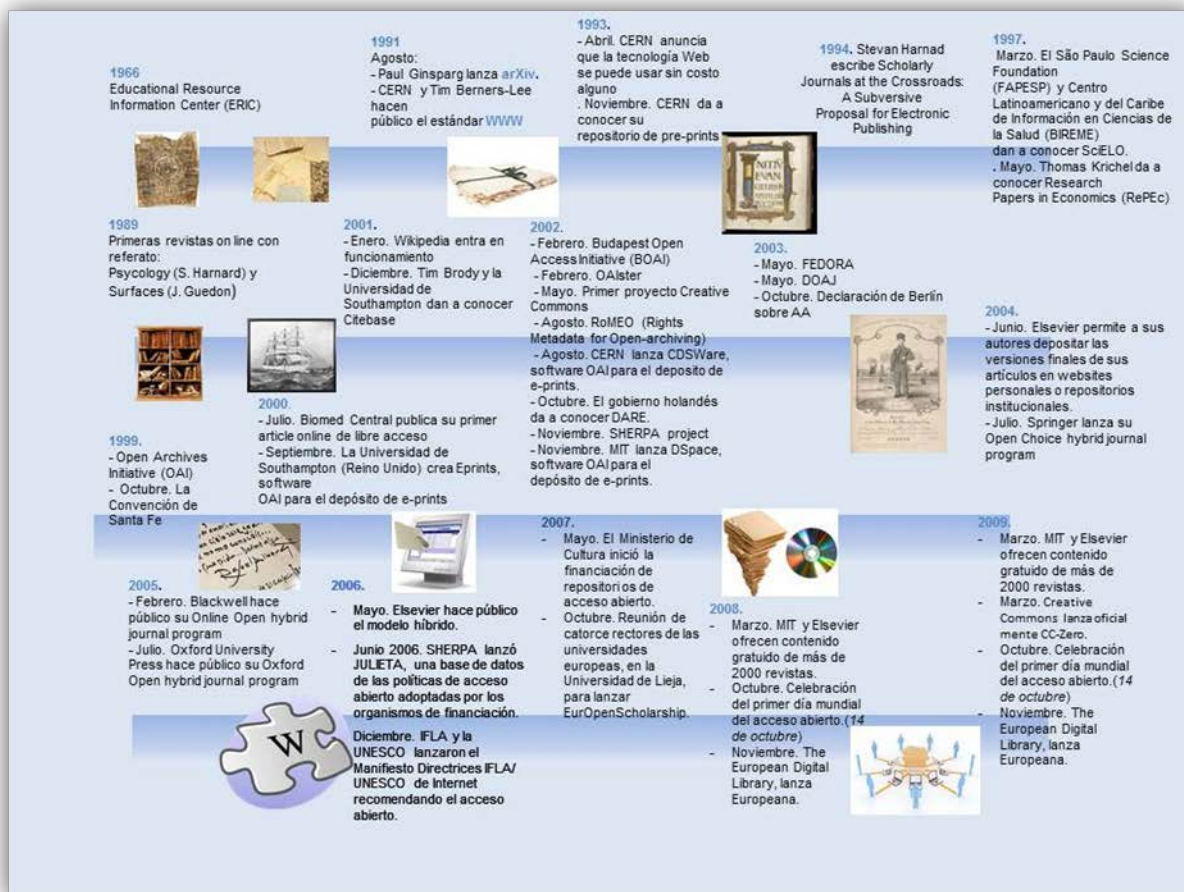 1966
Educational Resource
Information Center (ERIC)
1991
Agosto:
- Paul Ginsparg lanza arXiv.
- CERN y Tim Berners-Lee
hacen
público el estándar WWW
1993.
- Abril. CERN anuncia
que la tecnología Web
se puede usar sin costo
alguno
. Noviembre. CERN da a
conocer su
repositorio de pre-prints
1994. Stevan Harnad
escribe Scholarly
Journals at the Crossroads:
A Subversive
Proposal for Electronic
Publishing
1997.
Marzo. El São Paulo Science
Foundation
(FAPESP) y Centro
Latinoamericano y del Caribe
de Información en Ciencias de
la Salud (BIREME)
dan a conocer SciELO.
. Mayo. Thomas Krichel da a
conocer Research
Papers in Economics (RePEc)
1989
Primeras revistas on line con
referato:
Psycology (S. Harnard) y
Surfaces (J. Guedon)
2001.
- Enero. Wikipedia entra en
funcionamiento
- Diciembre. Tim Brody y la
Universidad de
Southampton dan a conocer
Citebase
2002.
- Febrero. Budapest Open
Access Initiative (BOAI)
- Febrero. OAIster
- Mayo. Primer proyecto Creative
Commons
- Agosto. RoMEO (Rights
Metadata for Open-archiving)
- Agosto. CERN lanza CDSWare,
software OAI para el deposito de
e-prints.
- Octubre. El gobierno holandés
da a conocer DARE.
- Noviembre. SHERPA project
- Noviembre. MIT lanza DSpace,
software OAI para el
depósito de e-prints.
2003.
- Mayo. FEDORA
- Mayo. DOAJ
- Octubre. Declaración de Berlín
sobre AA
2004.
- Junio. Elsevier permite a sus
autores depositar las
versiones finales de sus
artículos en websites
personales o repositorios
institucionales.
- Julio. Springer lanza su
Open Choice hybrid journal
program
1999.
- Open Archives
Initiative (OAI)
- Octubre. La
Convención de
Santa Fe
2000.
- Julio. Biomed Central publica su primer
article online de libre acceso
- Septiembre. La Universidad de
Southampton (Reino Unido) crea Eprints,
software
OAI para el depósito de e-prints
2005.
- Febrero. Blackwell hace
público su Online Open hybrid
journal program
- Julio. Oxford University
Press hace público su Oxford
Open hybrid journal program
2006.
- Mayo. Elsevier hace público
el modelo híbrido.
- Junio 2006. SHERPA lanzó
JULIETA, una base de datos
de las políticas de acceso
abierto adoptadas por los
organismos de financiación.
Diciembre. IFLA y la
UNESCO lanzaron el
Manifiesto Directrices IFLA/
UNESCO de Internet
recomendando el acceso
abierto.
2007.
- Mayo. El Ministerio de
Cultura inició la
financiación de
repositorios de
acceso abierto.
- Octubre. Reunión de
catorce rectores de las
universidades
europeas, en la
Universidad de Lieja,
para lanzar
EurOpenScholarship.
2008.
- Marzo. MIT y Elsevier
ofrecen contenido
gratuito de más de
2000 revistas.
- Octubre. Celebración
del primer día mundial
del acceso abierto.(14
de octubre)
- Noviembre. The
European Digital
Library, lanza
Europeana.
2009.
- Marzo. MIT y Elsevier
ofrecen contenido
gratuito de más de
2000 revistas.
- Marzo. Creative
Commons lanza oficial
mente CC-Zero.
- Octubre. Celebración
del primer día mundial
del acceso abierto.(14
de octubre)
- Noviembre. The
European Digital
Library, lanza
Europeana.
W